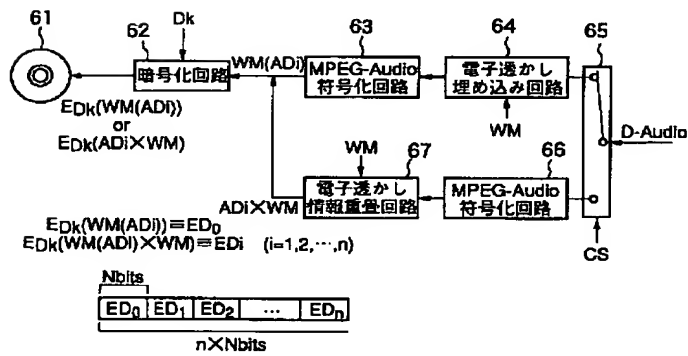 61
62
Dk
暗号化回路
WM(ADi)
63
MPEG-Audio
符号化回路
64
電子透かし
埋め込み回路
WM
65
D-Audio
CS
EDk(WM(ADi))
or
EDk(ADi×WM)
WM
67
電子透かし
情報重畳回路
ADi×WM
66
MPEG-Audio
符号化回路
EDk(WM(ADi))≡ED0
EDk(WM(ADi)×WM)≡EDi (i=1,2,…,n)
Nbits
ED0 ED1 ED2 … EDn
n×Nbits